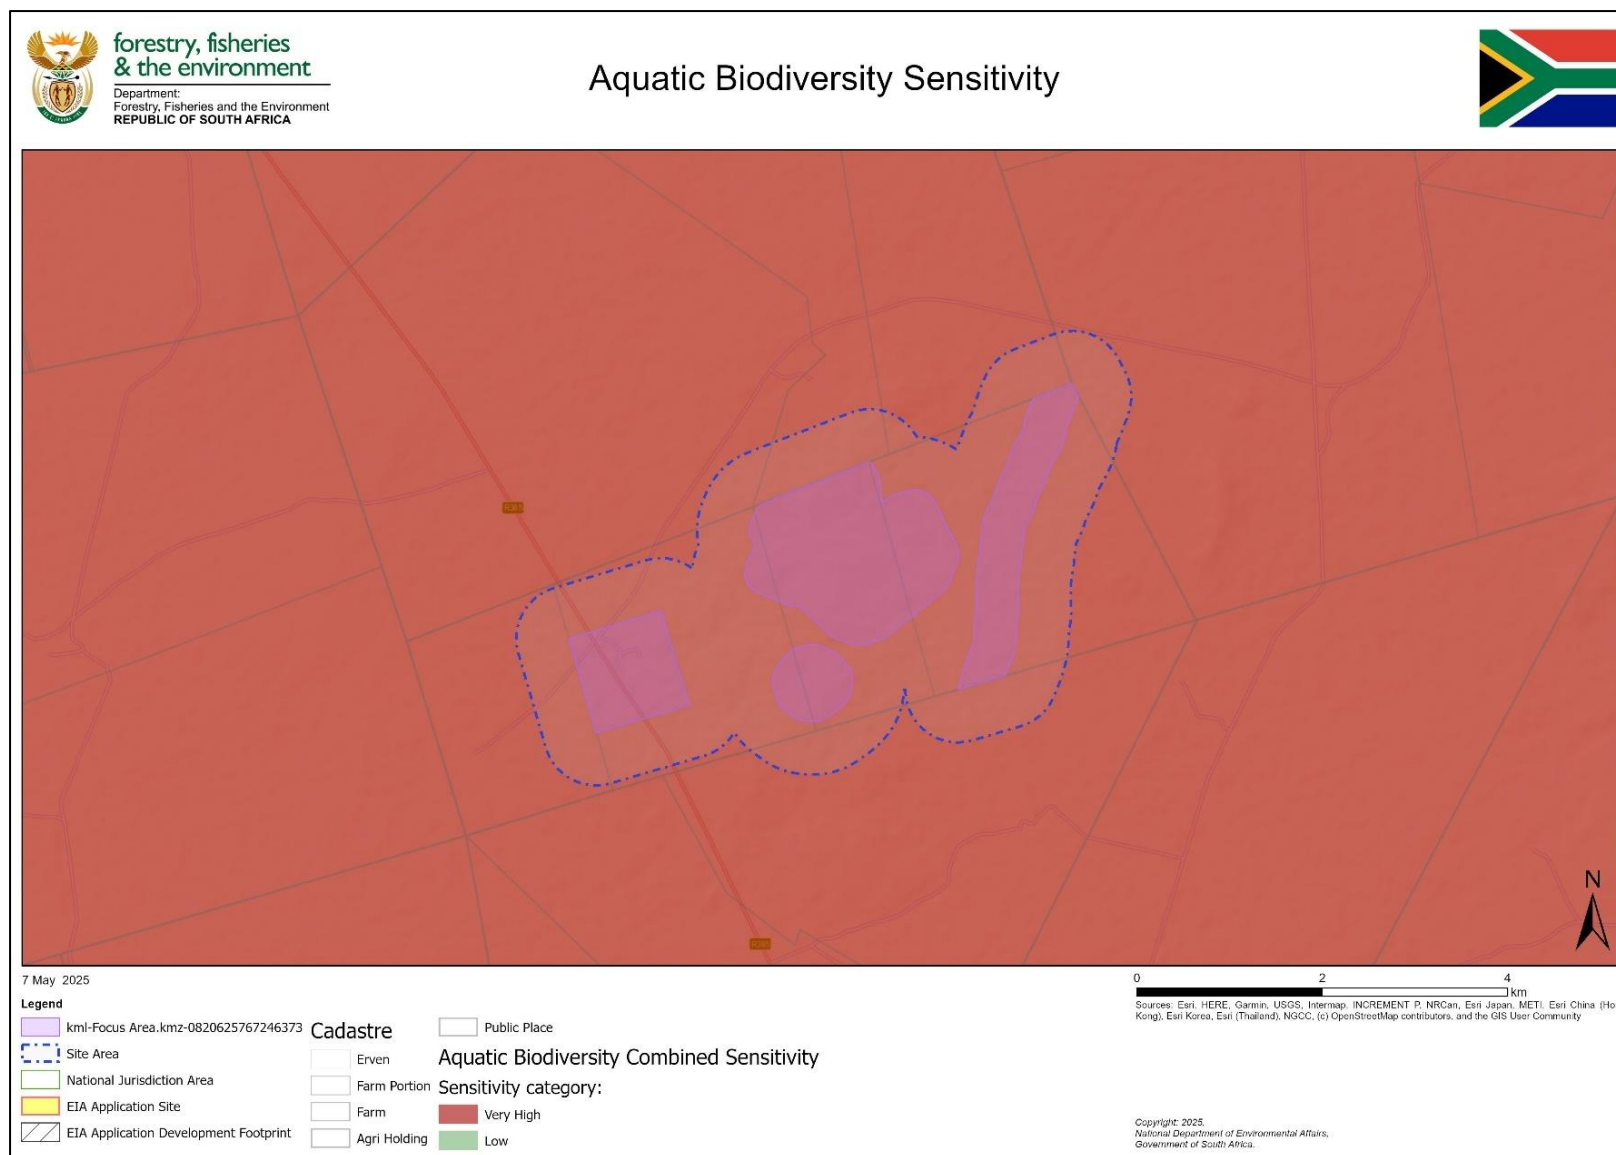 forestry, fisheries
& the environment
Department:
Forestry, Fisheries and the Environment
REPUBLIC OF SOUTH AFRICA
Aquatic Biodiversity Sensitivity
N
7 May 2025
Legend
kml-Focus Area.kmz-0820625767246373
Site Area
National Jurisdiction Area
EIA Application Site
EIA Application Development Footprint
Cadastre
Erven
Farm Portion
Farm
Agri Holding
Public Place
Aquatic Biodiversity Combined Sensitivity
Sensitivity category:
Very High
Low
0 2 4
km
Sources: Esri, HERE, Garmin, USGS, Intermap, INCREMENT P, NRCan, Esri Japan, METI, Esri China (Ho
Kong), Esri Korea, Esri (Thailand), NGCC, (c) OpenStreetMap contributors, and the GIS User Community
Copyright: 2025.
National Department of Environmental Affairs,
Government of South Africa.